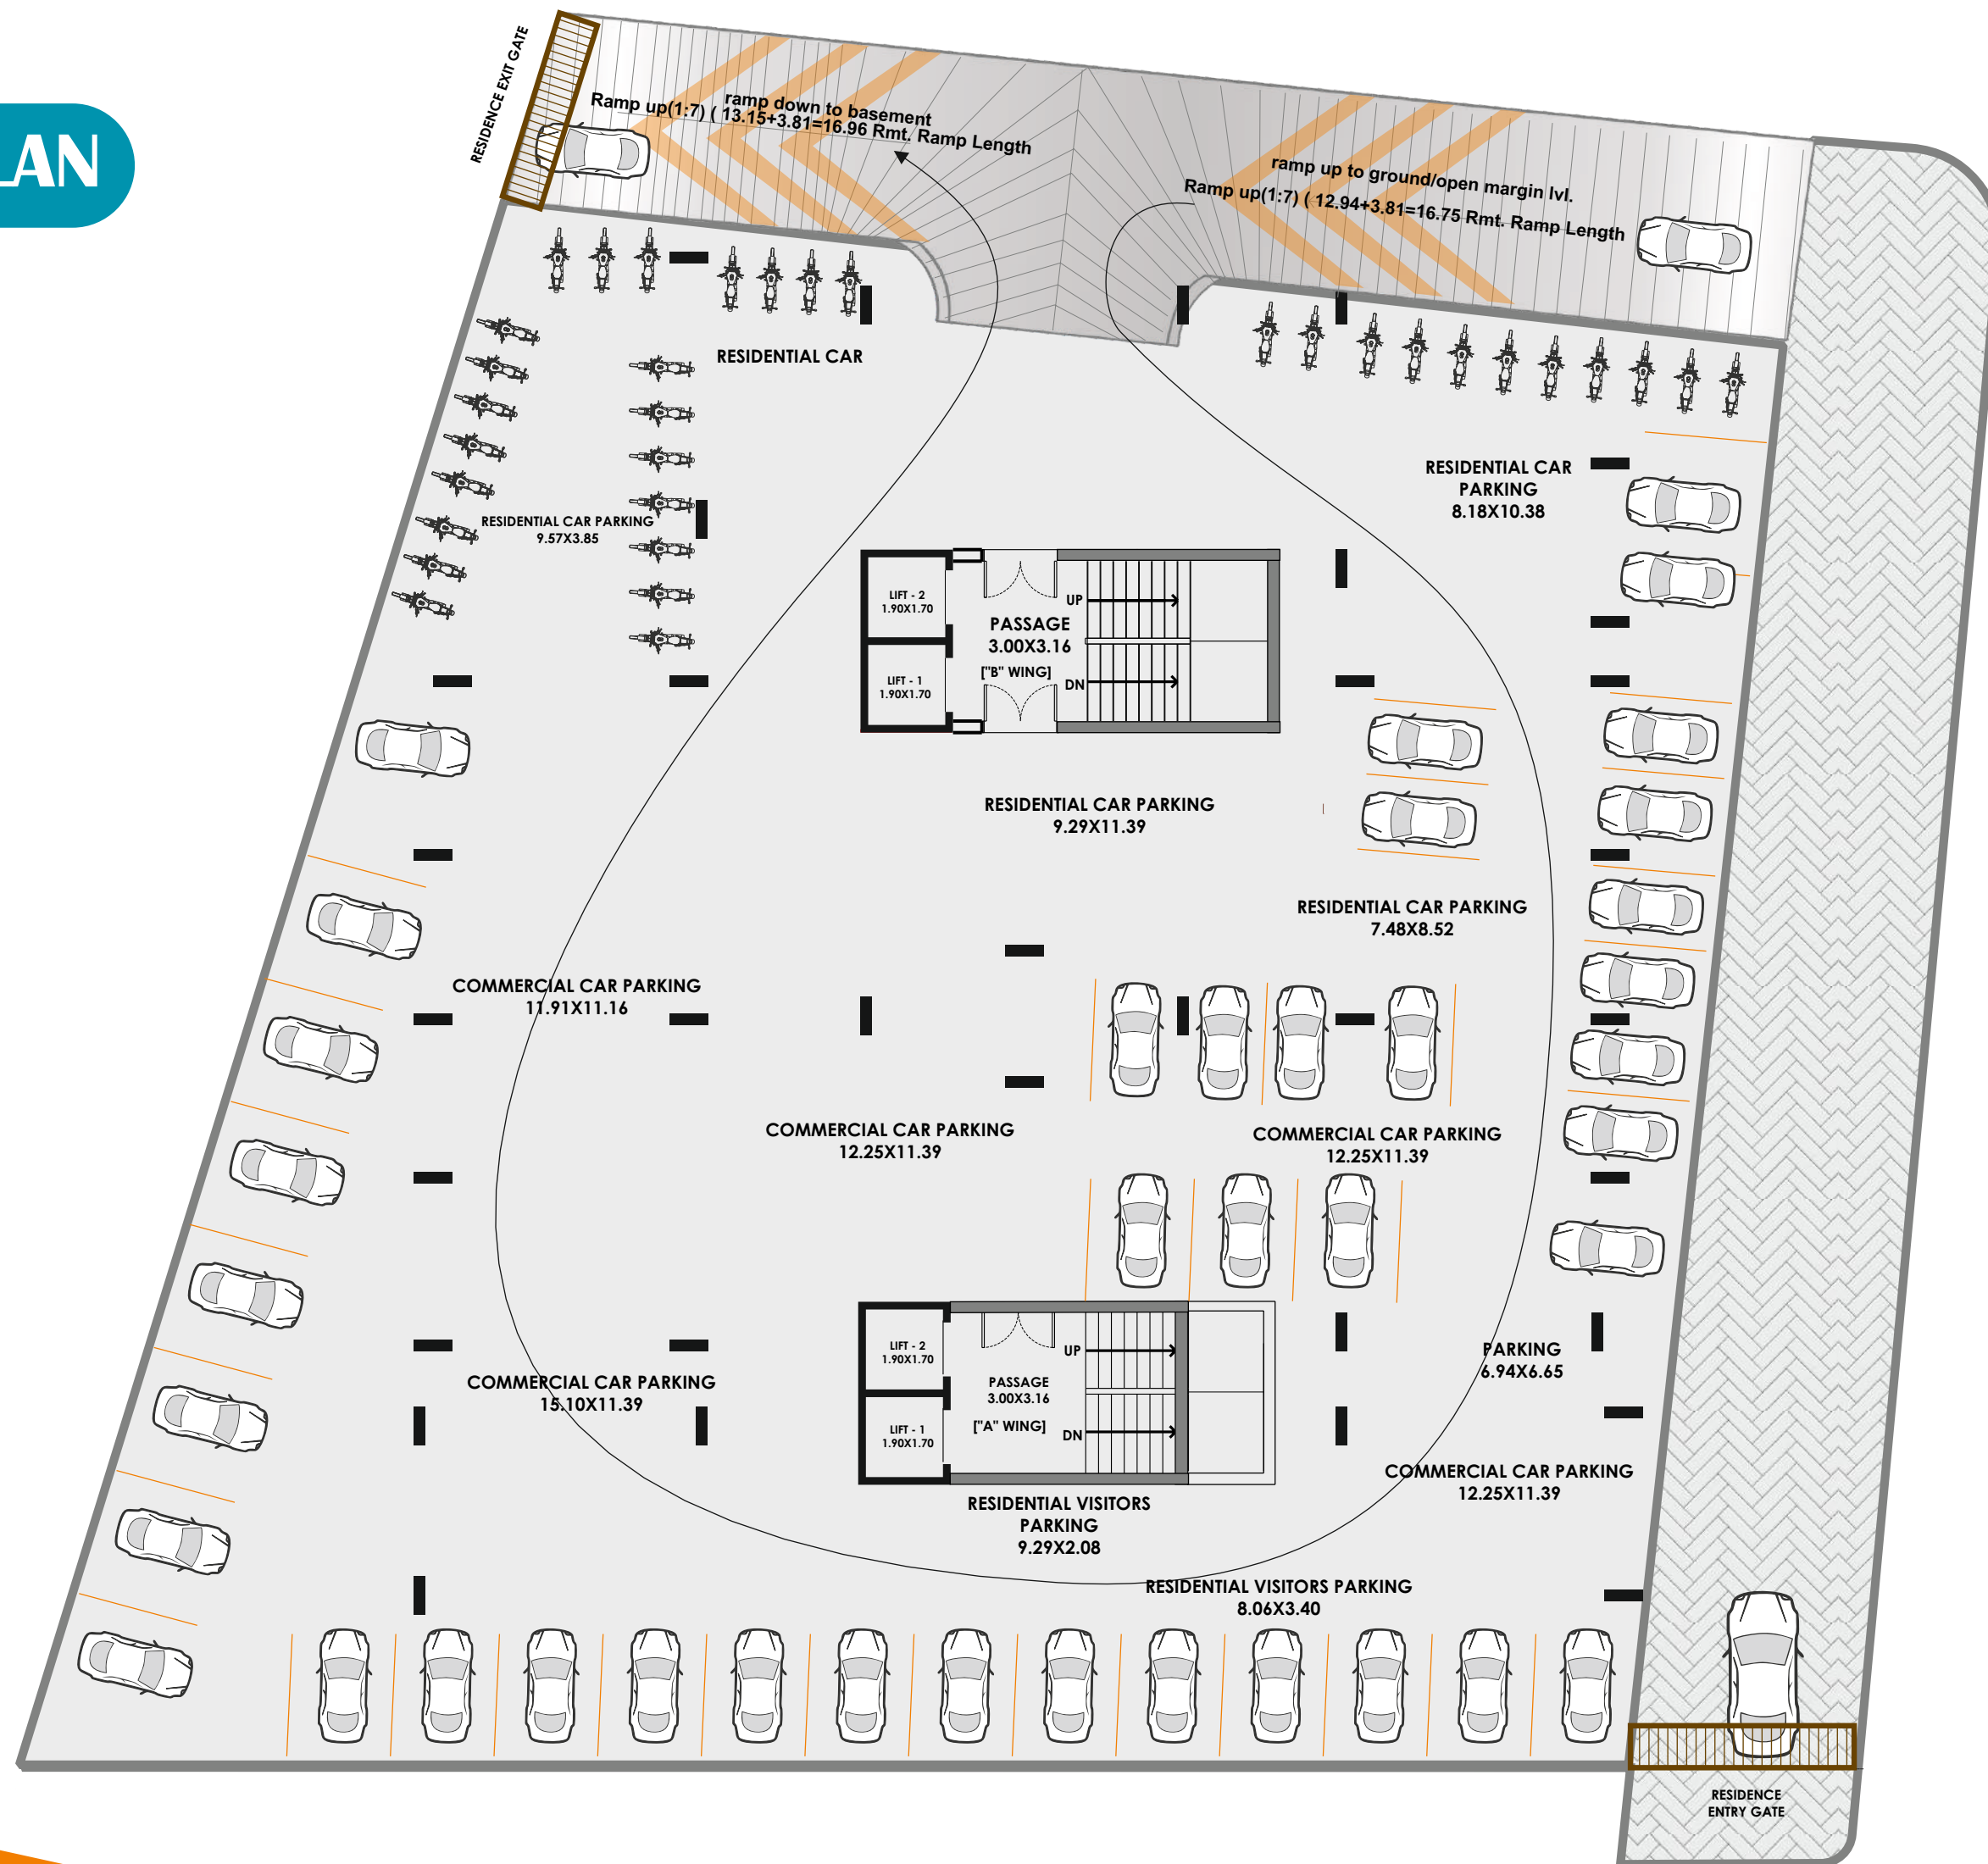 LAN
RESIDENCE EXIT GATE
ramp down to basement
Ramp up(1:7) ( 13.15+3.81=16.96 Rmt. Ramp Length
ramp up to ground/open margin lvl.
Ramp up(1:7) ( 12.94+3.81=16.75 Rmt. Ramp Length
RESIDENTIAL CAR
RESIDENTIAL CAR
PARKING
8.18X10.38
RESIDENTIAL CAR PARKING
9.57X3.85
LIFT - 2
1.90X1.70
LIFT - 1
1.90X1.70
PASSAGE
3.00X3.16
["B" WING]
UP
DN
RESIDENTIAL CAR PARKING
9.29X11.39
RESIDENTIAL CAR PARKING
7.48X8.52
COMMERCIAL CAR PARKING
11.91X11.16
COMMERCIAL CAR PARKING
12.25X11.39
COMMERCIAL CAR PARKING
12.25X11.39
LIFT - 2
1.90X1.70
LIFT - 1
1.90X1.70
PASSAGE
3.00X3.16
["A" WING]
UP
DN
PARKING
6.94X6.65
COMMERCIAL CAR PARKING
15.10X11.39
COMMERCIAL CAR PARKING
12.25X11.39
RESIDENTIAL VISITORS
PARKING
9.29X2.08
RESIDENTIAL VISITORS PARKING
8.06X3.40
RESIDENCE
ENTRY GATE